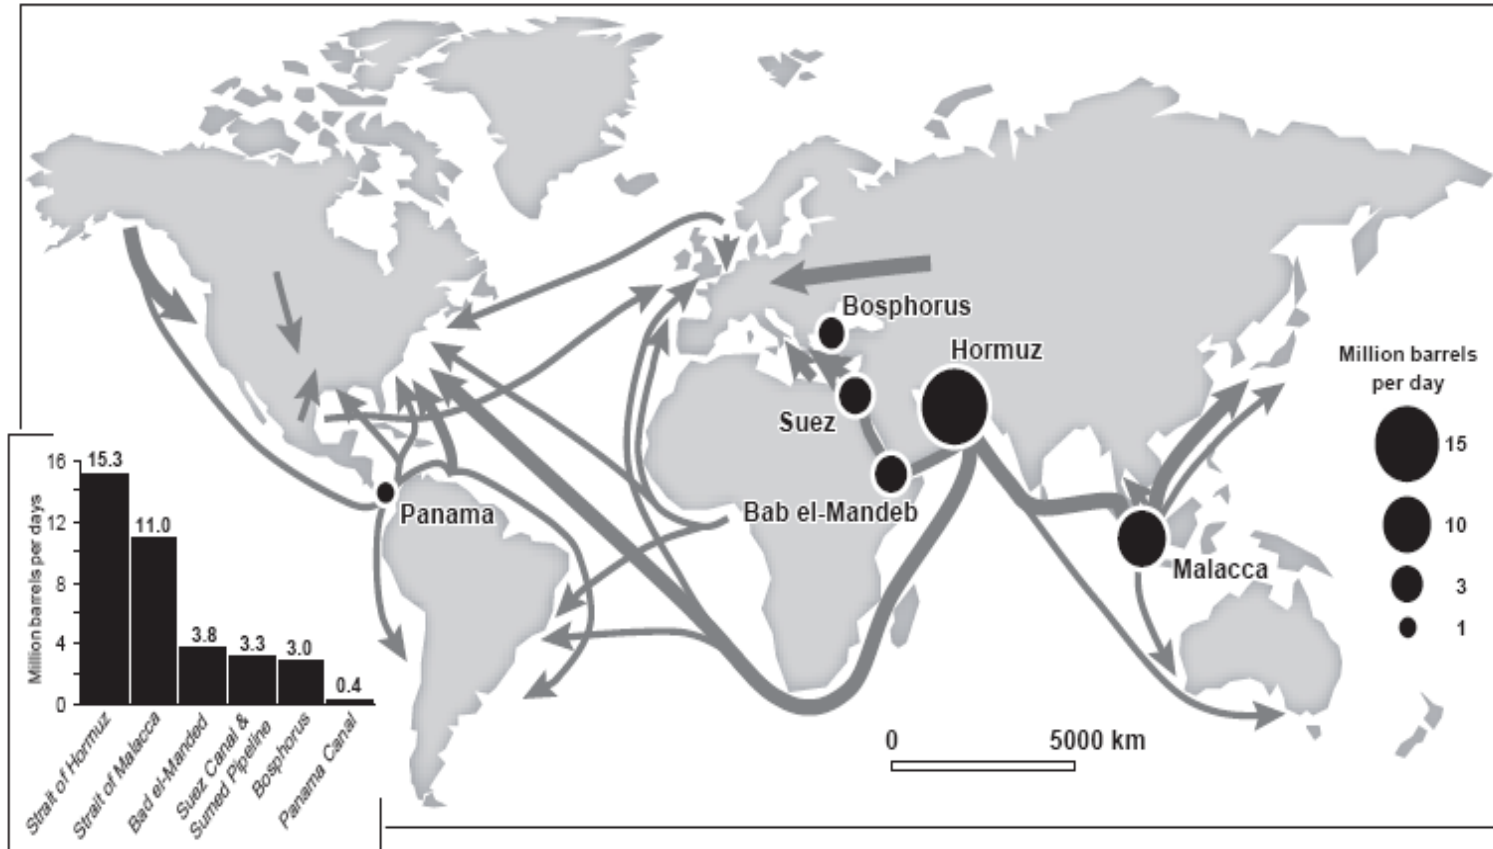 Bosphorus
Hormuz
Suez
Bab el-Mandeb
Panama
Malacca
Million barrels
per day
15
10
3
1
0
5000 km
Million barrels per days
16
12
8
4
0
15.3
11.0
3.8
3.3
3.0
0.4
Strait of Hormuz
Strait of Malacca
Bad el-Manded
Suez Canal &
Sumed Pipeline
Bosphorus
Panama Canal